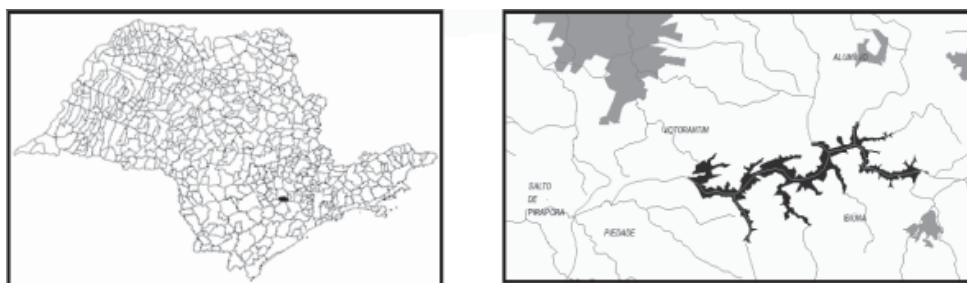 ALUMÍNIO
VOTORANTIM
SALTO
DE
PIRAPORA
IBIÚNA
PIEDADE